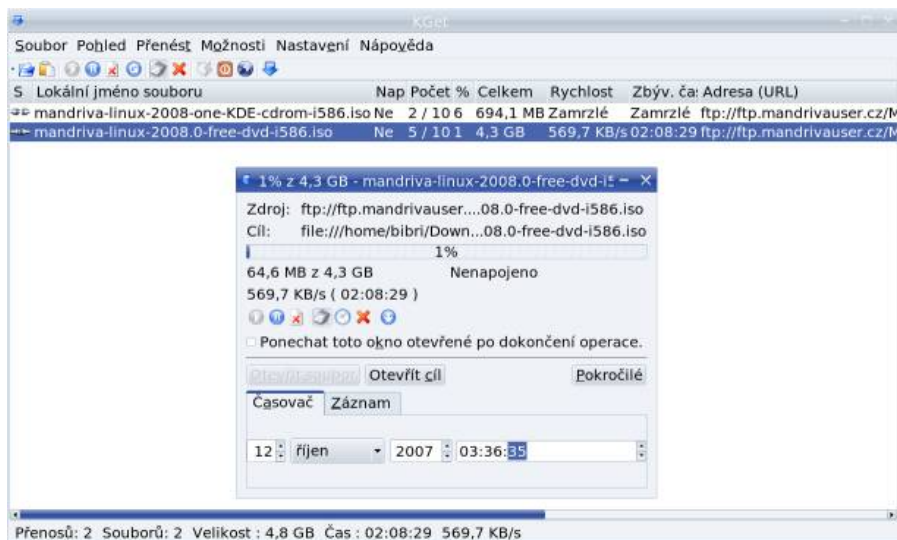 KGet
Soubor Pohled Přenést Možnosti Nastavení Nápověda
S Lokální jméno souboru Nap Počet % Celkem Rychlost Zbýv. ča: Adresa (URL)
mandriva-linux-2008-one-KDE-cdrom-i586.iso Ne 2 / 10 6 694,1 MB Zamrzlé Zamrzlé ftp://ftp.mandrivauser.cz/M
mandriva-linux-2008.0-free-dvd-i586.iso Ne 5 / 10 1 4,3 GB 569,7 KB/s 02:08:29 ftp://ftp.mandrivauser.cz/M
1% z 4,3 GB - mandriva-linux-2008.0-free-dvd-i5
Zdroj: ftp://ftp.mandrivauser....08.0-free-dvd-i586.iso
Cíl: file:///home/bibri/Down...08.0-free-dvd-i586.iso
1%
64,6 MB z 4,3 GB Nenapojeno
569,7 KB/s ( 02:08:29 )
Ponechat toto okno otevřené po dokončení operace.
Otevřít soubor Otevřít cíl Pokročilé
Časovač Záznam
12 říjen 2007 03:36:35
Přenosů: 2 Souborů: 2 Velikost : 4,8 GB Čas : 02:08:29 569,7 KB/s